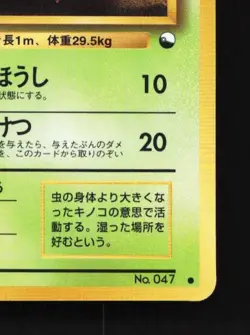 長1m、体重29.5kg
ほうし 10
状態にする。
けつ 20
を与えたら、与えたぶんのダメ
を、このカードから取りのぞい
る
虫の身体より大きくな
ったキノコの意思で活
動する。湿った場所を
好むという。
No. 047 ●